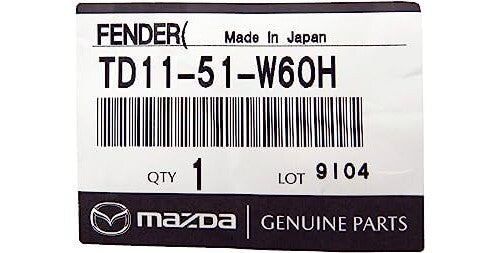 FENDER( Made In Japan
TD11-51-W60H
QTY 1 LOT 9104
mazda GENUINE PARTS